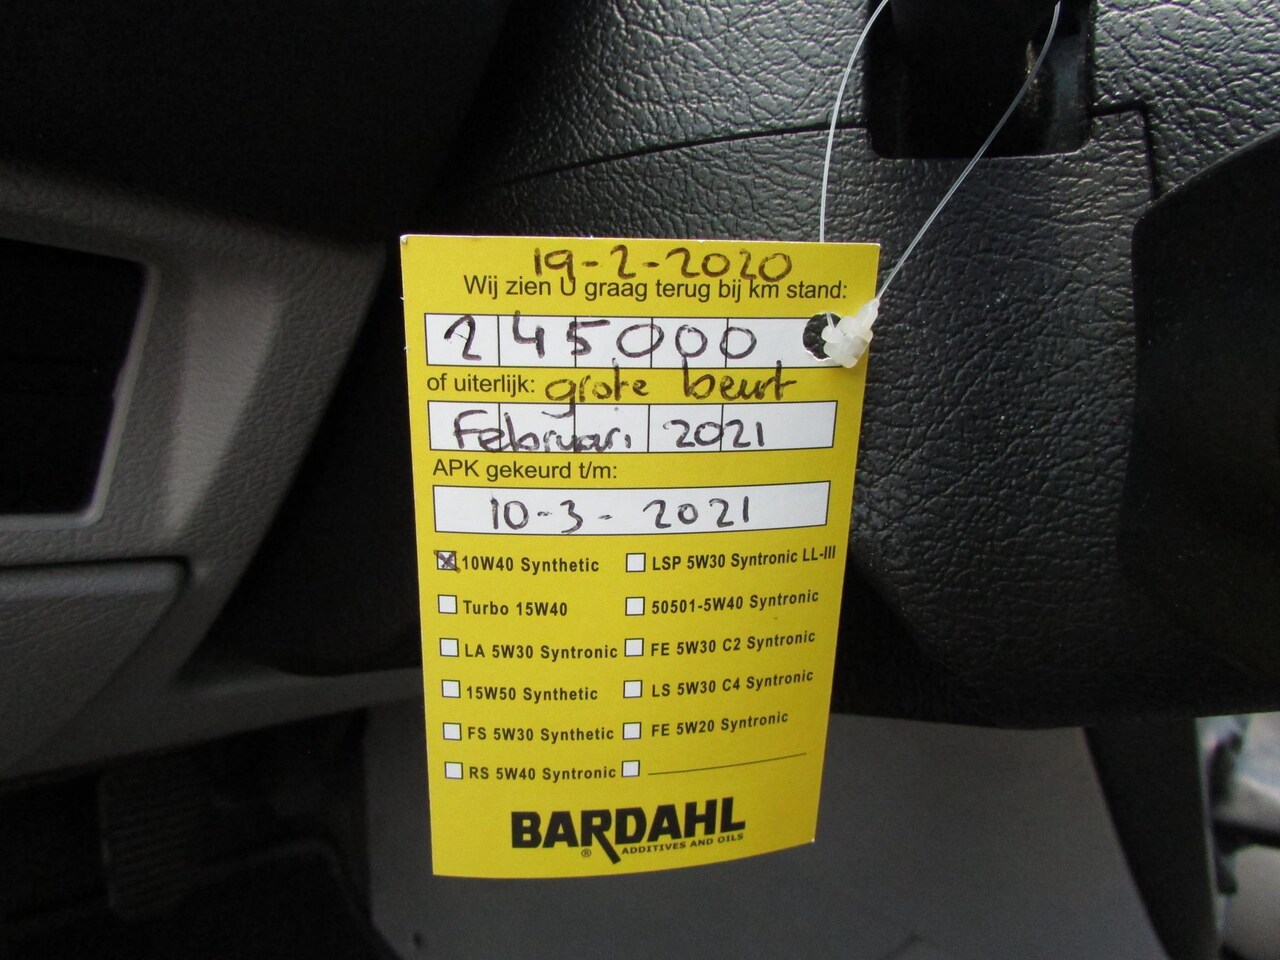 19-2-2020
Wij zien U graag terug bij km stand:
245000
of uiterlijk: grote beurt
Februari 2021
APK gekeurd t/m:
10-3-2021
10W40 Synthetic LSP 5W30 Syntronic LL-III
Turbo 15W40 50501-5W40 Syntronic
LA 5W30 Syntronic FE 5W30 C2 Syntronic
15W50 Synthetic LS 5W30 C4 Syntronic
FS 5W30 Synthetic FE 5W20 Syntronic
RS 5W40 Syntronic
BARDAHL
® ADDITIVES AND OILS